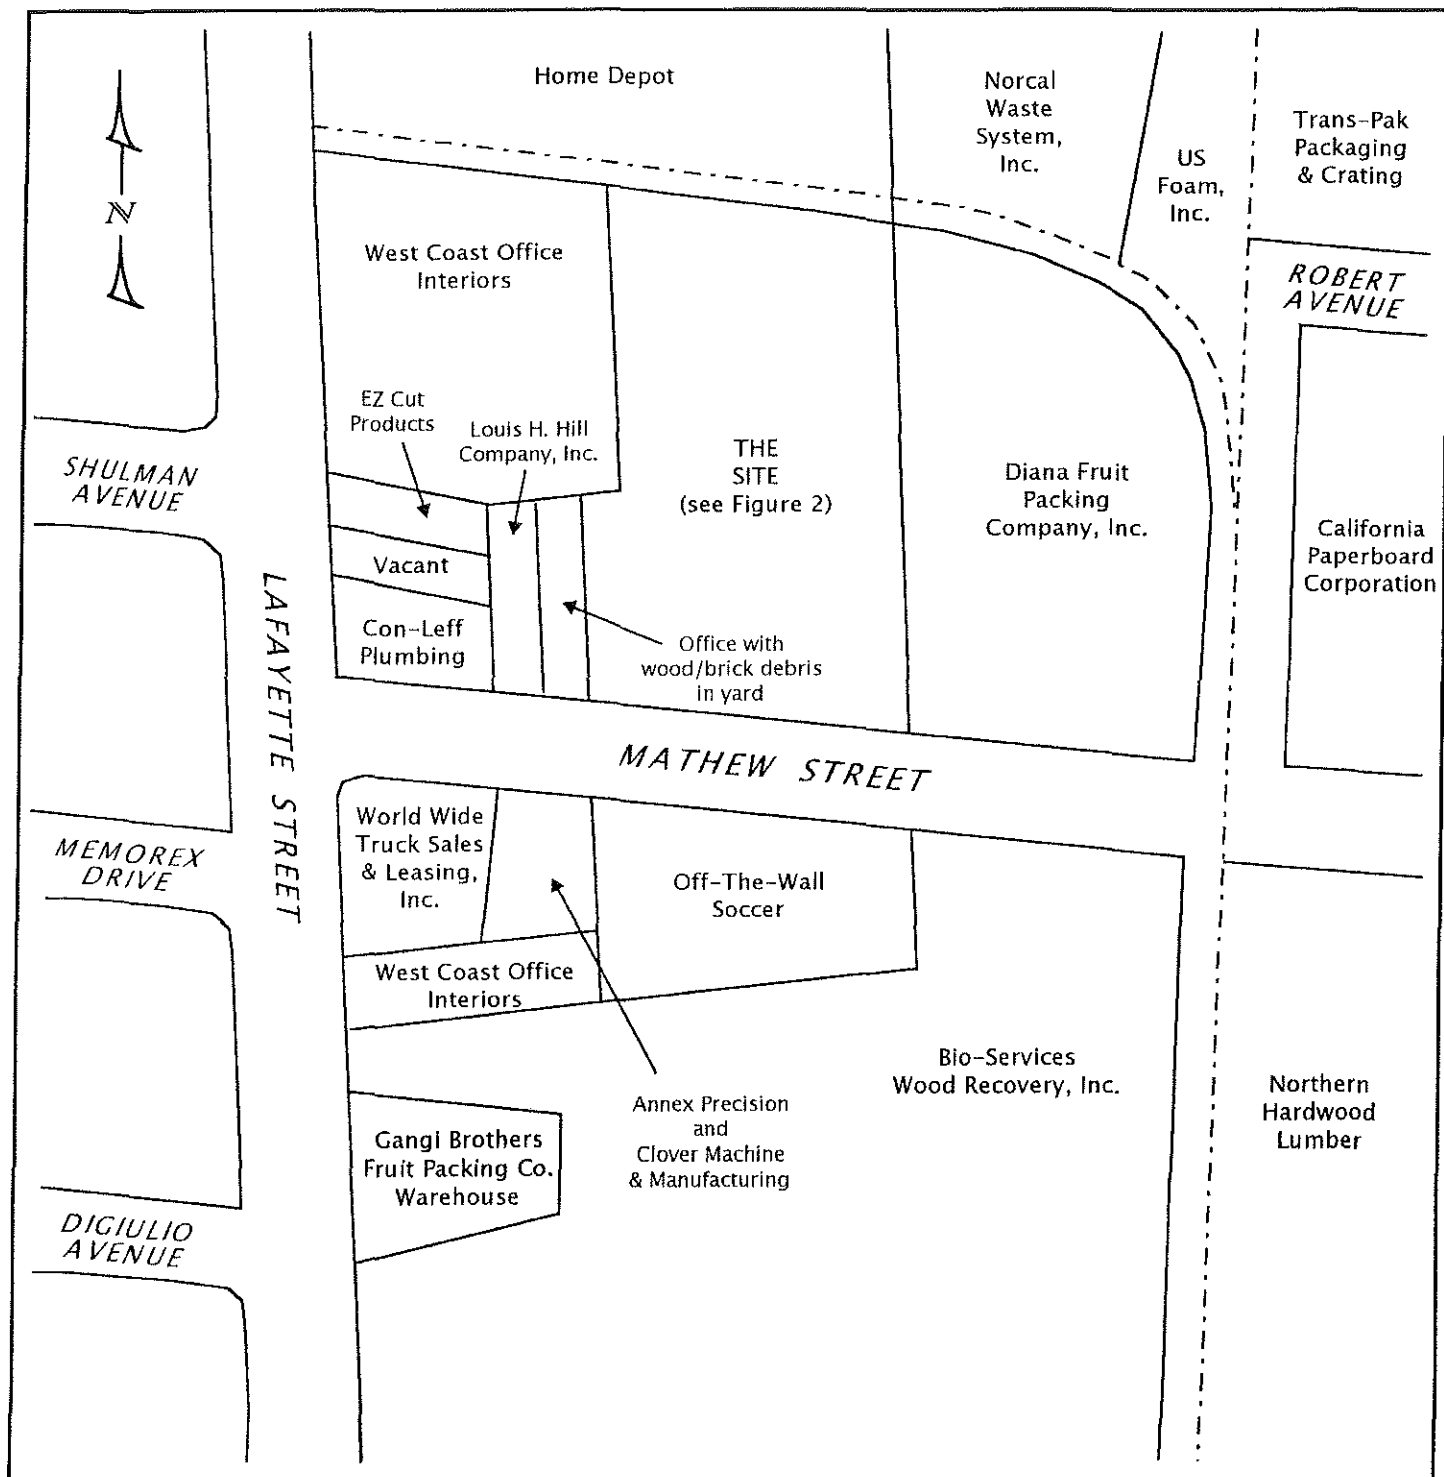 Home Depot
Norcal
Waste
System,
Inc.
US
Foam,
Inc.
Trans-Pak
Packaging
& Crating
N
West Coast Office
Interiors
ROBERT
AVENUE
EZ Cut
Products
Louis H. Hill
Company, Inc.
THE
SITE
(see Figure 2)
Diana Fruit
Packing
Company, Inc.
SHULMAN
AVENUE
California
Paperboard
Corporation
Vacant
Con-Leff
Plumbing
Office with
wood/brick debris
in yard
LAFAYETTE STREET
MATHEW STREET
World Wide
Truck Sales
& Leasing,
Inc.
MEMOREX
DRIVE
Off-The-Wall
Soccer
West Coast Office
Interiors
Bio-Services
Wood Recovery, Inc.
Annex Precision
and
Clover Machine
& Manufacturing
Northern
Hardwood
Lumber
Gangi Brothers
Fruit Packing Co.
Warehouse
DIGIULIO
AVENUE